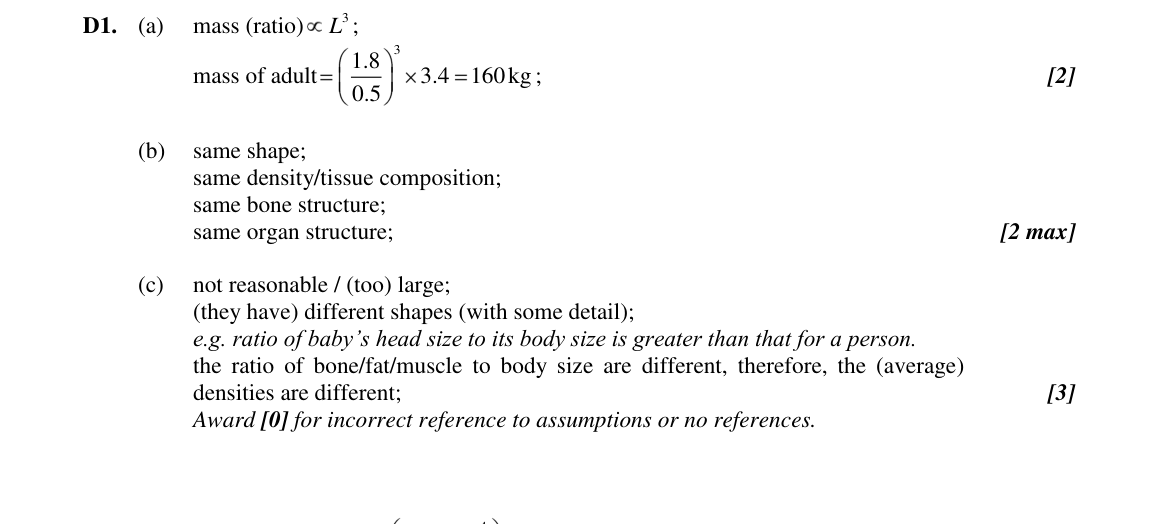 D1. (a) mass (ratio) ∝ L³ ;
mass of adult = (1.8/0.5)³ × 3.4 = 160 kg ; [2]
(b) same shape;
same density/tissue composition;
same bone structure;
same organ structure; [2 max]
(c) not reasonable / (too) large;
(they have) different shapes (with some detail);
e.g. ratio of baby's head size to its body size is greater than that for a person.
the ratio of bone/fat/muscle to body size are different, therefore, the (average)
densities are different; [3]
Award [0] for incorrect reference to assumptions or no references.